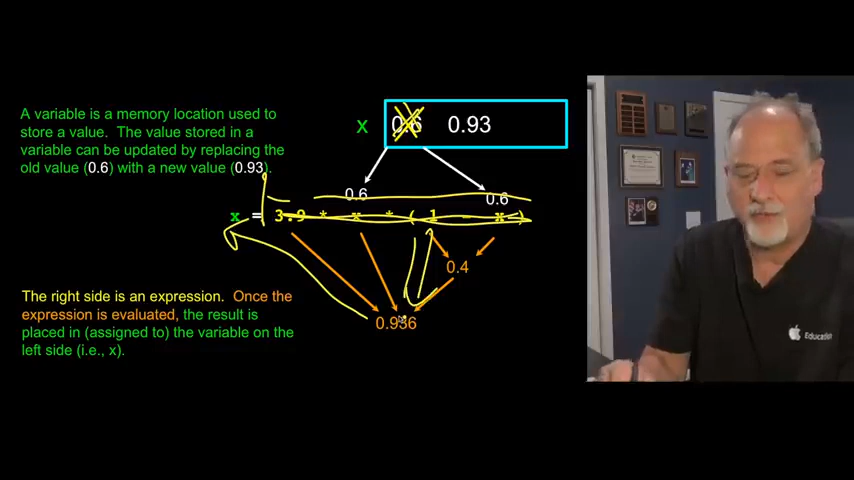 A variable is a memory location used to
store a value. The value stored in a
variable can be updated by replacing the
old value (0.6) with a new value (0.93).
x 0.6 0.93
0.6 0.6
x = 3.9 * x * ( 1 - x )
0.4
0.936
The right side is an expression. Once the
expression is evaluated, the result is
placed in (assigned to) the variable on the
left side (i.e., x).
Education